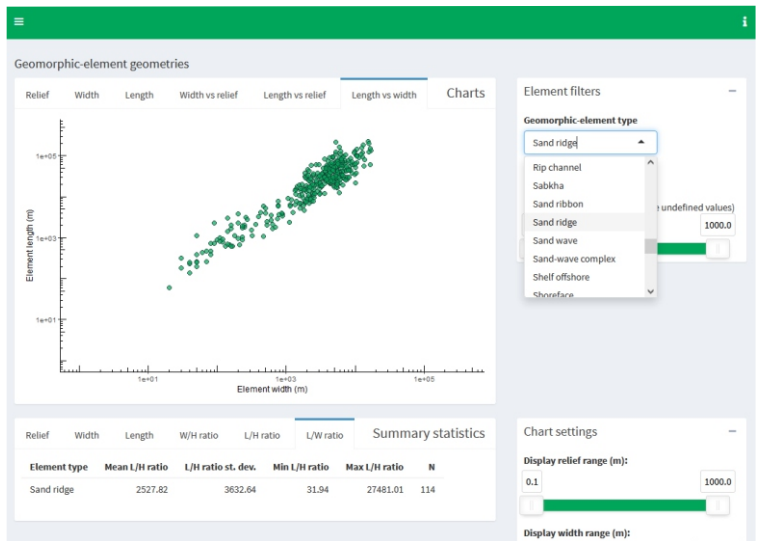 Geomorphic-element geometries
Relief Width Length Width vs relief Length vs relief Length vs width Charts
1e+05
1e+03
1e+01
Element length (m)
1e+01 1e+03 1e+05
Element width (m)
Element filters
Geomorphic-element type
Sand ridge
Rip channel
Sabkha
Sand ribbon
Sand ridge
Sand wave
Sand-wave complex
Shelf offshore
Shoreface
undefined values)
1000.0
Relief Width Length W/H ratio L/H ratio L/W ratio Summary statistics
Element type Mean L/H ratio L/H ratio st. dev. Min L/H ratio Max L/H ratio N
Sand ridge 2527.82 3632.64 31.94 27481.01 114
Chart settings
Display relief range (m):
0.1 1000.0
Display width range (m):